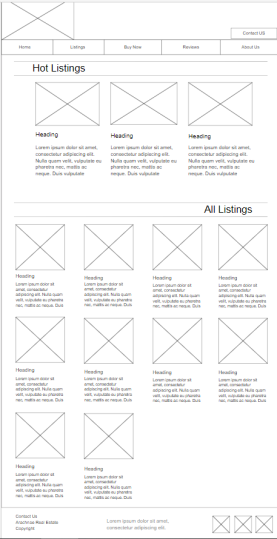 Contact US
Home
Listings
Buy Now
Reviews
About Us
Hot Listings
Heading
Lorem ipsum dolor sit amet,
consectetur adipiscing elit.
Nulla quam velit, vulputate eu
pharetra nec, mattis ac neque.
Duis vulputate
Heading
Lorem ipsum dolor sit amet,
consectetur adipiscing elit.
Nulla quam velit, vulputate eu
pharetra nec, mattis ac neque.
Duis vulputate
Heading
Lorem ipsum dolor sit amet,
consectetur adipiscing elit.
Nulla quam velit, vulputate eu
pharetra nec, mattis ac neque.
Duis vulputate
All Listings
Heading
Lorem ipsum dolor sit
amet, consectetur
adipiscing elit. Nulla quam
velit, vulputate eu pharetra
nec, mattis ac neque. Duis
Heading
Lorem ipsum dolor sit
amet, consectetur
adipiscing elit. Nulla quam
velit, vulputate eu pharetra
nec, mattis ac neque. Duis
Heading
Lorem ipsum dolor sit
amet, consectetur
adipiscing elit. Nulla quam
velit, vulputate eu pharetra
nec, mattis ac neque. Duis
Heading
Lorem ipsum dolor sit
amet, consectetur
adipiscing elit. Nulla quam
velit, vulputate eu pharetra
nec, mattis ac neque. Duis
Heading
Lorem ipsum dolor sit
amet, consectetur
adipiscing elit. Nulla quam
velit, vulputate eu pharetra
nec, mattis ac neque. Duis
Heading
Lorem ipsum dolor sit
amet, consectetur
adipiscing elit. Nulla quam
velit, vulputate eu pharetra
nec, mattis ac neque. Duis
Heading
Lorem ipsum dolor sit
amet, consectetur
adipiscing elit. Nulla quam
velit, vulputate eu pharetra
nec, mattis ac neque. Duis
Heading
Lorem ipsum dolor sit
amet, consectetur
adipiscing elit. Nulla quam
velit, vulputate eu pharetra
nec, mattis ac neque. Duis
Heading
Lorem ipsum dolor sit
amet, consectetur
adipiscing elit. Nulla quam
velit, vulputate eu pharetra
nec, mattis ac neque. Duis
Heading
Lorem ipsum dolor sit
amet, consectetur
adipiscing elit. Nulla quam
velit, vulputate eu pharetra
nec, mattis ac neque. Duis
Contact Us
Real Estate
Copyright
Lorem ipsum dolor sit amet,
consectetur adipiscing elit.